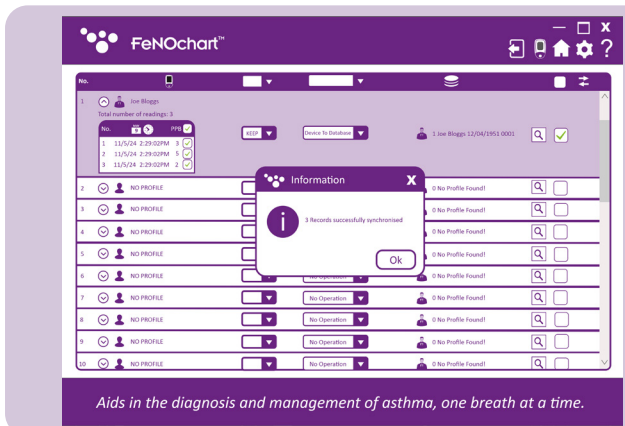 FeNOchart™
No.
1 Joe Bloggs
Total number of readings: 3
No. PPB
1 11/5/24 2:29:02PM 3
2 11/5/24 2:29:02PM 5
3 11/5/24 2:29:02PM 2
KEEP Device To Database 1 Joe Bloggs 12/04/1951 0001
Information X
3 Records successfully synchronised
Ok
2 NO PROFILE 0 No Profile Found!
3 NO PROFILE 0 No Profile Found!
4 NO PROFILE 0 No Profile Found!
5 NO PROFILE 0 No Profile Found!
6 NO PROFILE No Operation 0 No Profile Found!
7 NO PROFILE No Operation 0 No Profile Found!
8 NO PROFILE No Operation 0 No Profile Found!
9 NO PROFILE No Operation 0 No Profile Found!
10 NO PROFILE No Operation 0 No Profile Found!
Aids in the diagnosis and management of asthma, one breath at a time.